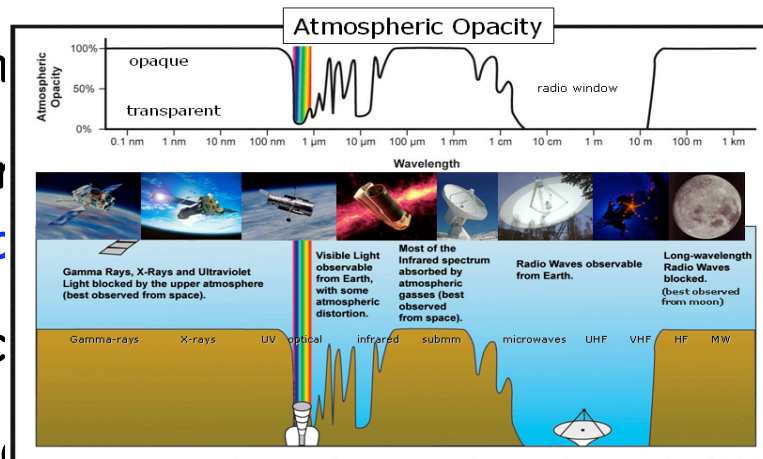 Atmospheric Opacity
Atmospheric
Opacity
100%
50%
0%
opaque
transparent
radio window
0.1 nm 1 nm 10 nm 100 nm 1 μm 10 μm 100 μm 1 mm 1 cm 10 cm 1 m 10 m 100 m 1 km
Wavelength
Gamma Rays, X-Rays and Ultraviolet
Light blocked by the upper atmosphere
(best observed from space).
Visible Light
observable
from Earth,
with some
atmospheric
distortion.
Most of the
Infrared spectrum
absorbed by
atmospheric
gasses (best
observed
from space).
Radio Waves observable
from Earth.
Long-wavelength
Radio Waves
blocked.
(best observed
from moon)
Gamma-rays X-rays UV optical infrared submm microwaves UHF VHF HF MW